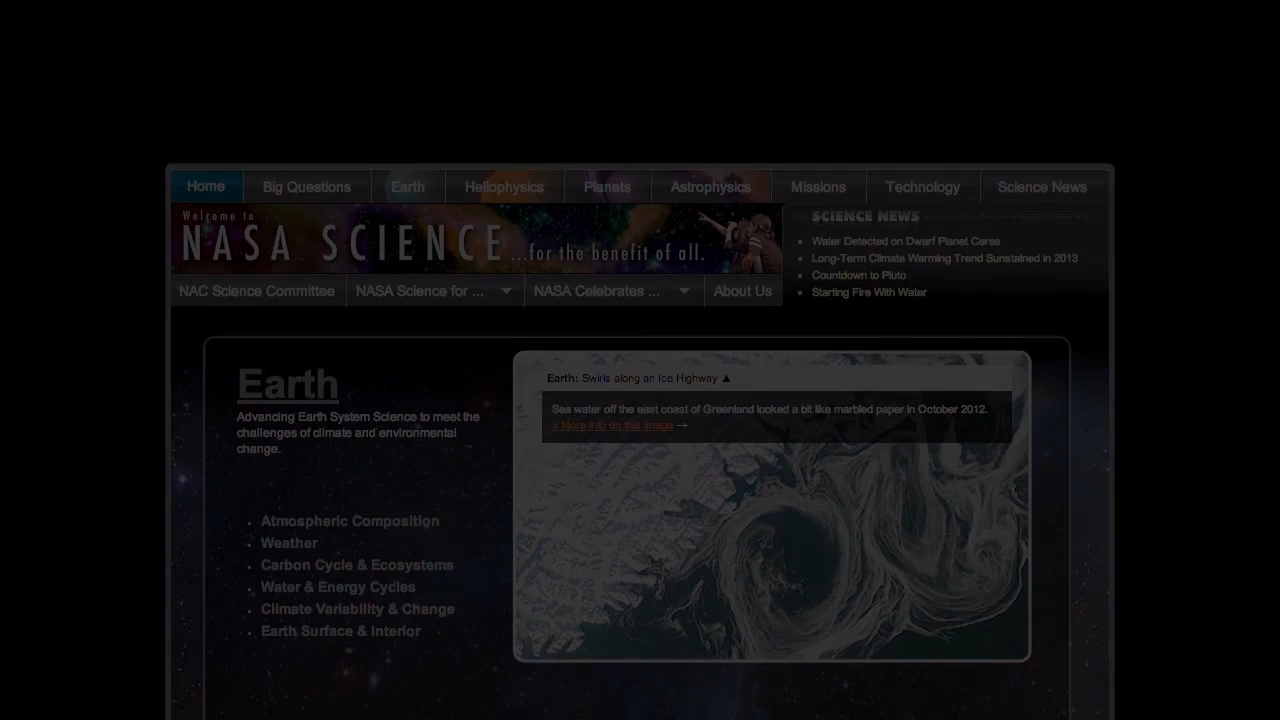 Home Big Questions Earth Heliophysics Planets Astrophysics Missions Technology Science News
Welcome to
NASA SCIENCE ...for the benefit of all.
NAC Science Committee NASA Science for ... NASA Celebrates ... About Us
SCIENCE NEWS
Water Detected on Dwarf Planet Ceres
Long-Term Climate Warming Trend Sunstained in 2013
Countdown to Pluto
Starting Fire With Water
Earth
Advancing Earth System Science to meet the
challenges of climate and environmental
change.
Atmospheric Composition
Weather
Carbon Cycle & Ecosystems
Water & Energy Cycles
Climate Variability & Change
Earth Surface & Interior
Earth: Swirls along an Ice Highway ▲
Sea water off the east coast of Greenland looked a bit like marbled paper in October 2012.
» More info on this image →